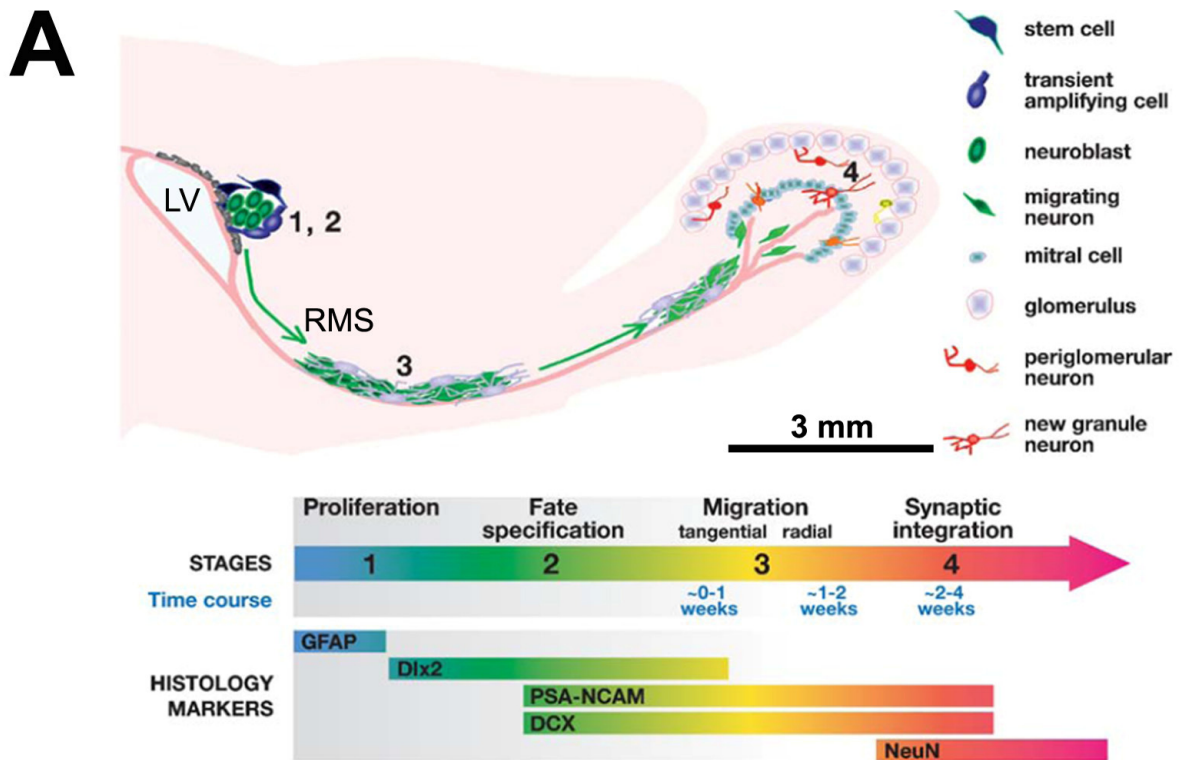 A
LV
1, 2
RMS
3
4
3 mm
stem cell
transient
amplifying cell
neuroblast
migrating
neuron
mitral cell
glomerulus
periglomerular
neuron
new granule
neuron
Proliferation
Fate
specification
Migration
tangential radial
Synaptic
integration
STAGES
1
2
3
4
Time course
~0-1
weeks
~1-2
weeks
~2-4
weeks
HISTOLOGY
MARKERS
GFAP
Dlx2
PSA-NCAM
DCX
NeuN